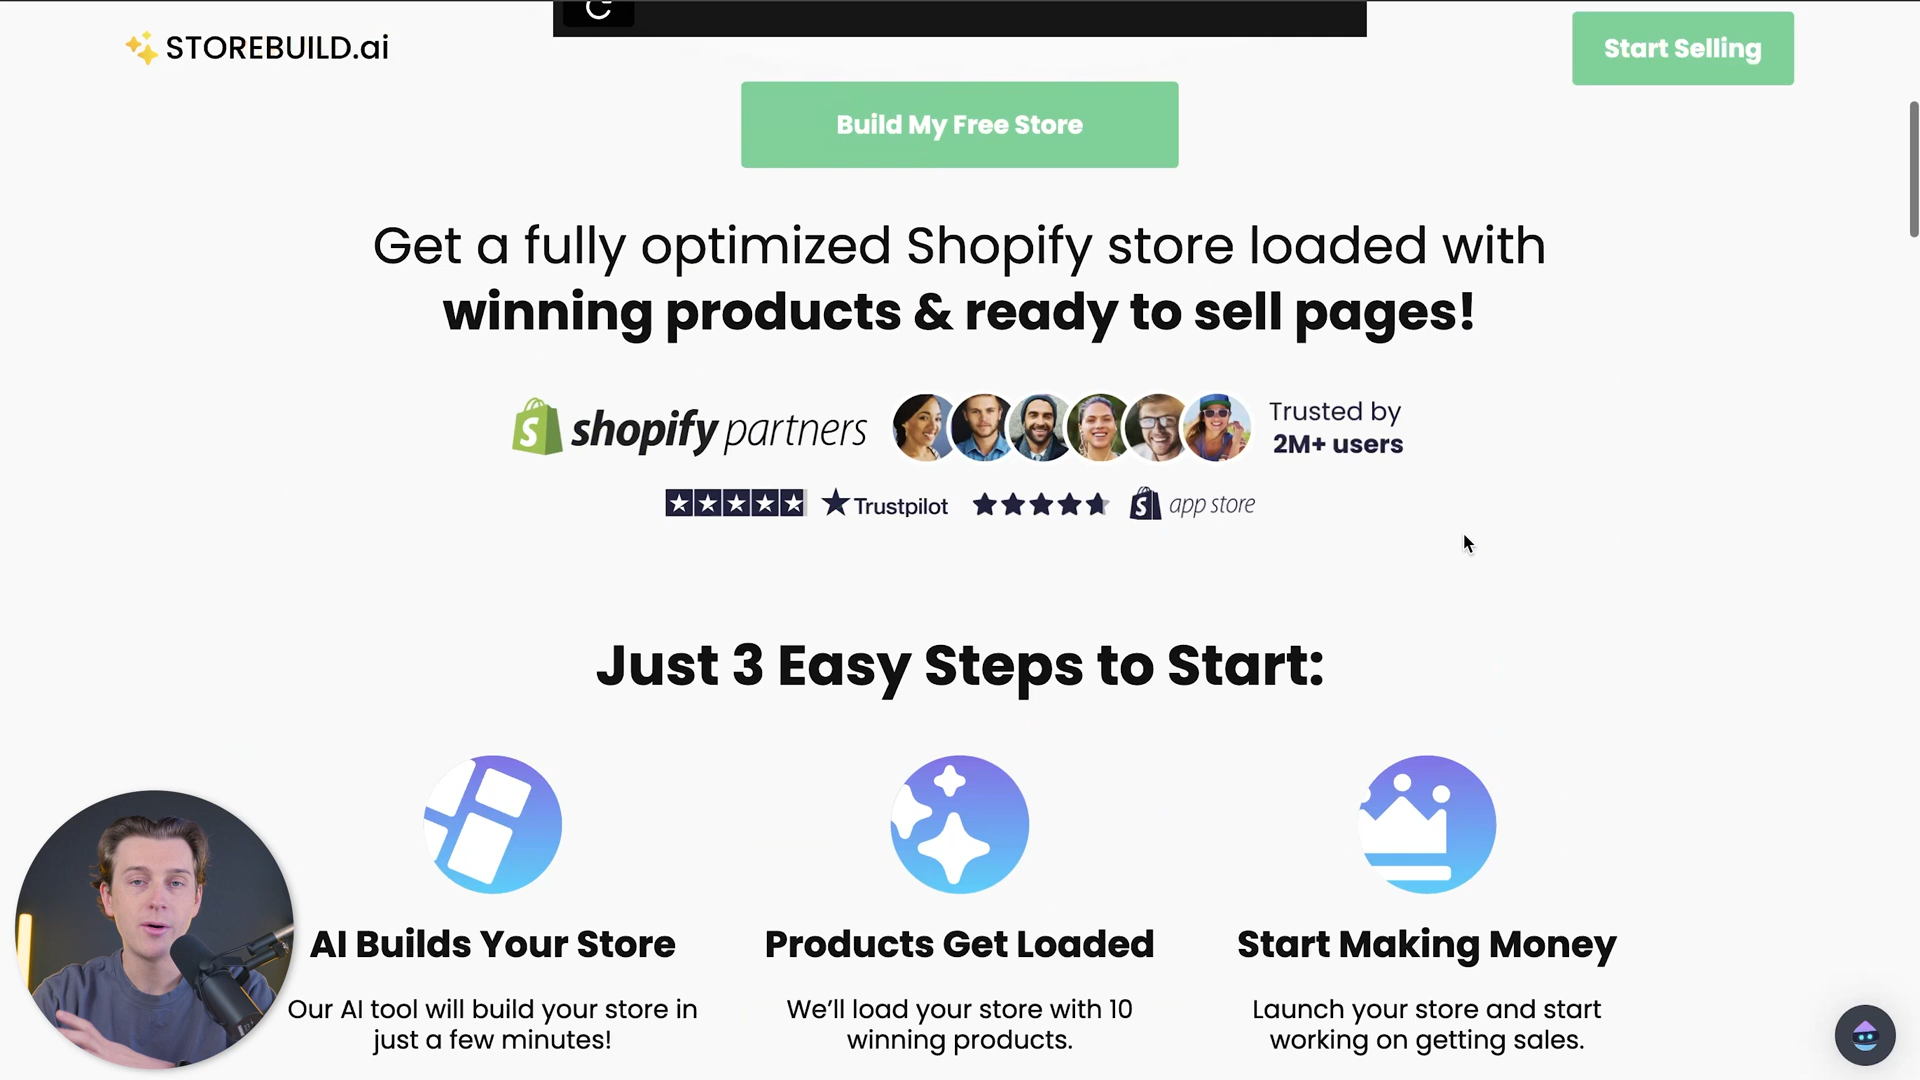 STOREBUILD.ai
Start Selling
Build My Free Store
Get a fully optimized Shopify store loaded with
winning products & ready to sell pages!
shopify partners
Trusted by
2M+ users
Trustpilot
app store
Just 3 Easy Steps to Start:
AI Builds Your Store
Our AI tool will build your store in
just a few minutes!
Products Get Loaded
We’ll load your store with 10
winning products.
Start Making Money
Launch your store and start
working on getting sales.